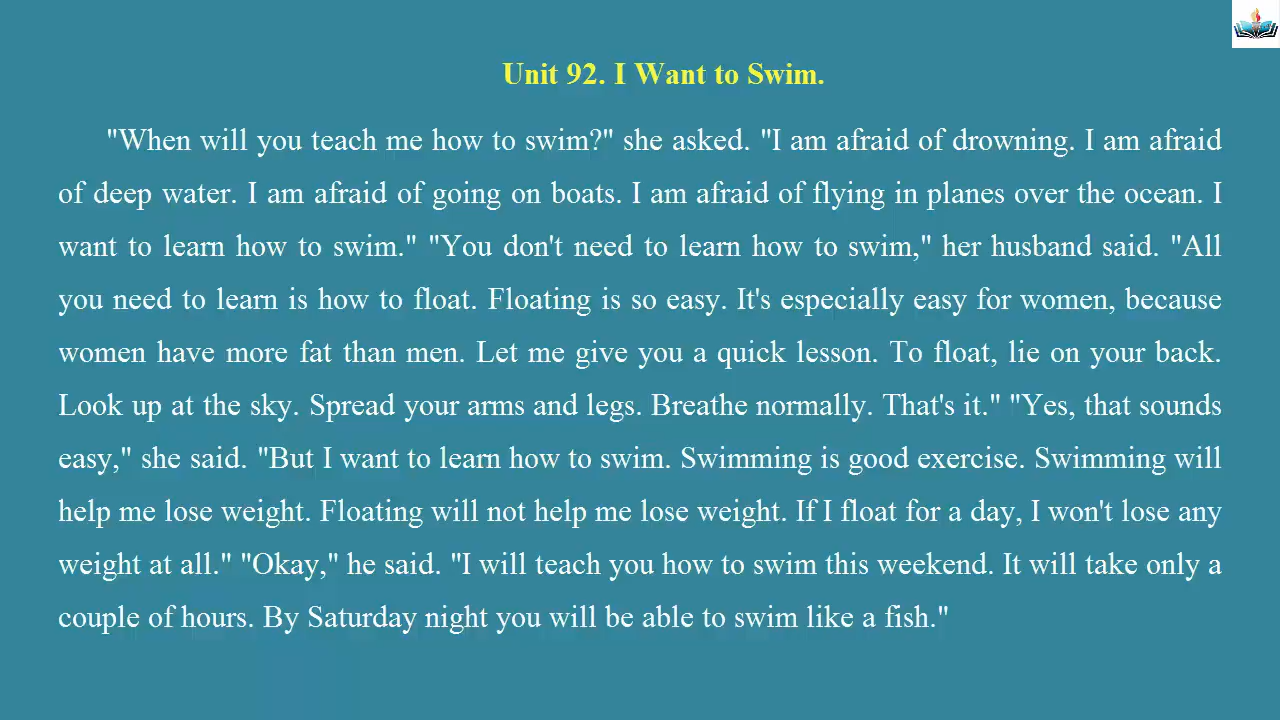 Unit 92. I Want to Swim.
"When will you teach me how to swim?" she asked. "I am afraid of drowning. I am afraid
of deep water. I am afraid of going on boats. I am afraid of flying in planes over the ocean. I
want to learn how to swim." "You don't need to learn how to swim," her husband said. "All
you need to learn is how to float. Floating is so easy. It's especially easy for women, because
women have more fat than men. Let me give you a quick lesson. To float, lie on your back.
Look up at the sky. Spread your arms and legs. Breathe normally. That's it." "Yes, that sounds
easy," she said. "But I want to learn how to swim. Swimming is good exercise. Swimming will
help me lose weight. Floating will not help me lose weight. If I float for a day, I won't lose any
weight at all." "Okay," he said. "I will teach you how to swim this weekend. It will take only a
couple of hours. By Saturday night you will be able to swim like a fish."